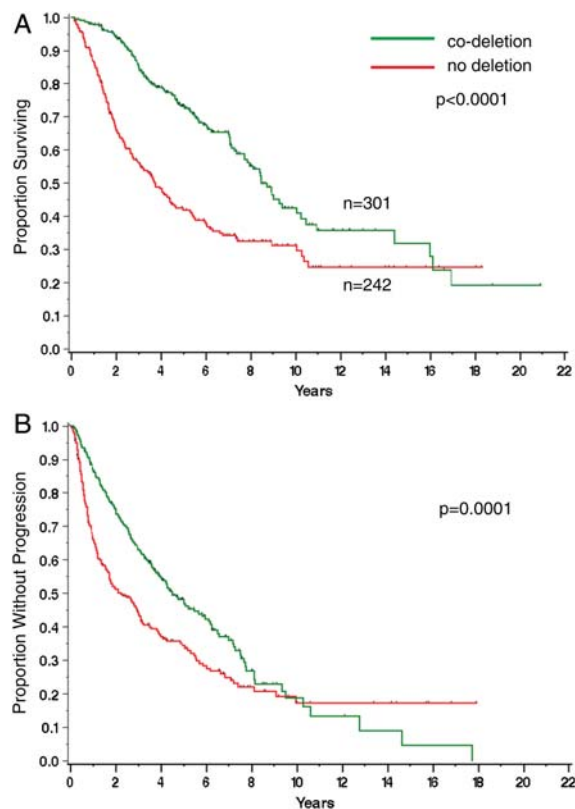 A
co-deletion
no deletion
p<0.0001
n=301
n=242
Proportion Surviving
1.0
0.9
0.8
0.7
0.6
0.5
0.4
0.3
0.2
0.1
0.0
0 2 4 6 8 10 12 14 16 18 20 22
Years
B
p=0.0001
Proportion Without Progression
1.0
0.9
0.8
0.7
0.6
0.5
0.4
0.3
0.2
0.1
0.0
0 2 4 6 8 10 12 14 16 18 20 22
Years